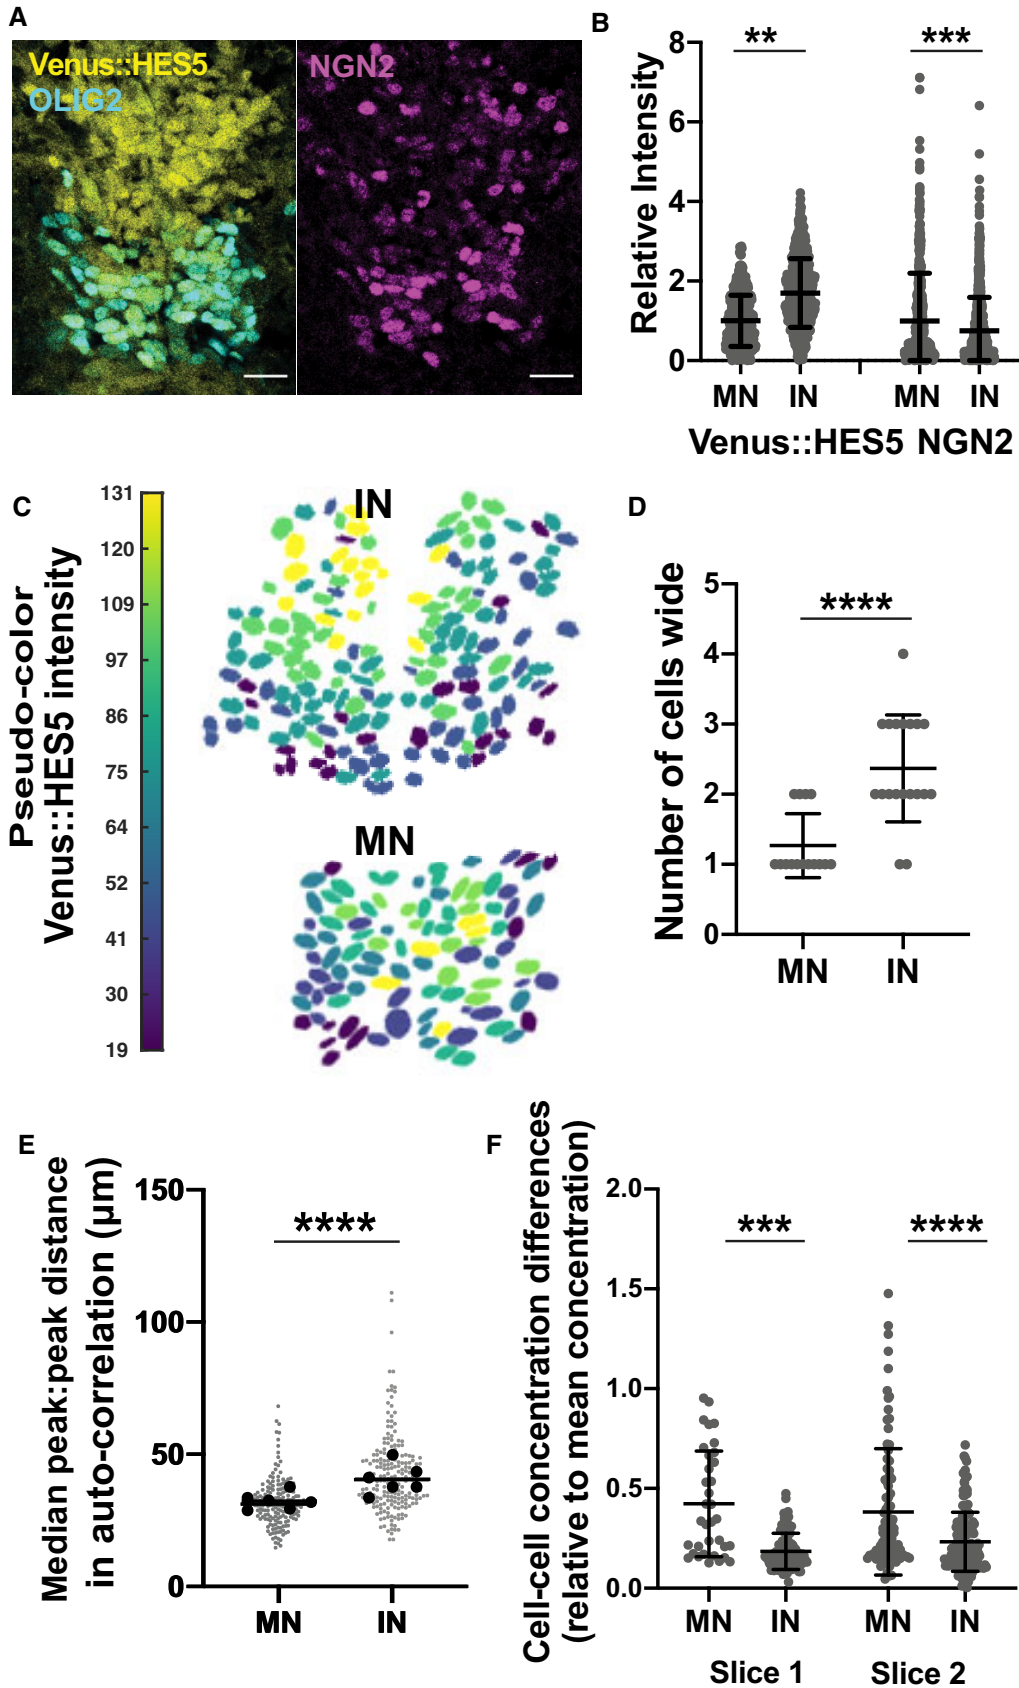 A
Venus::HES5
OLIG2
NGN2
B
Relative Intensity
8
6
4
2
0
**
***
MN IN MN IN
Venus::HES5 NGN2
C
Pseudo-color
Venus::HES5 intensity
131
120
109
97
86
75
64
52
41
30
19
IN
MN
D
Number of cells wide
5
4
3
2
1
0
****
MN IN
E
Median peak:peak distance
in auto-correlation (μm)
150
100
50
0
****
MN IN
F
Cell-cell concentration differences
(relative to mean concentration)
2.0
1.5
1.0
0.5
0.0
***
****
MN IN MN IN
Slice 1 Slice 2